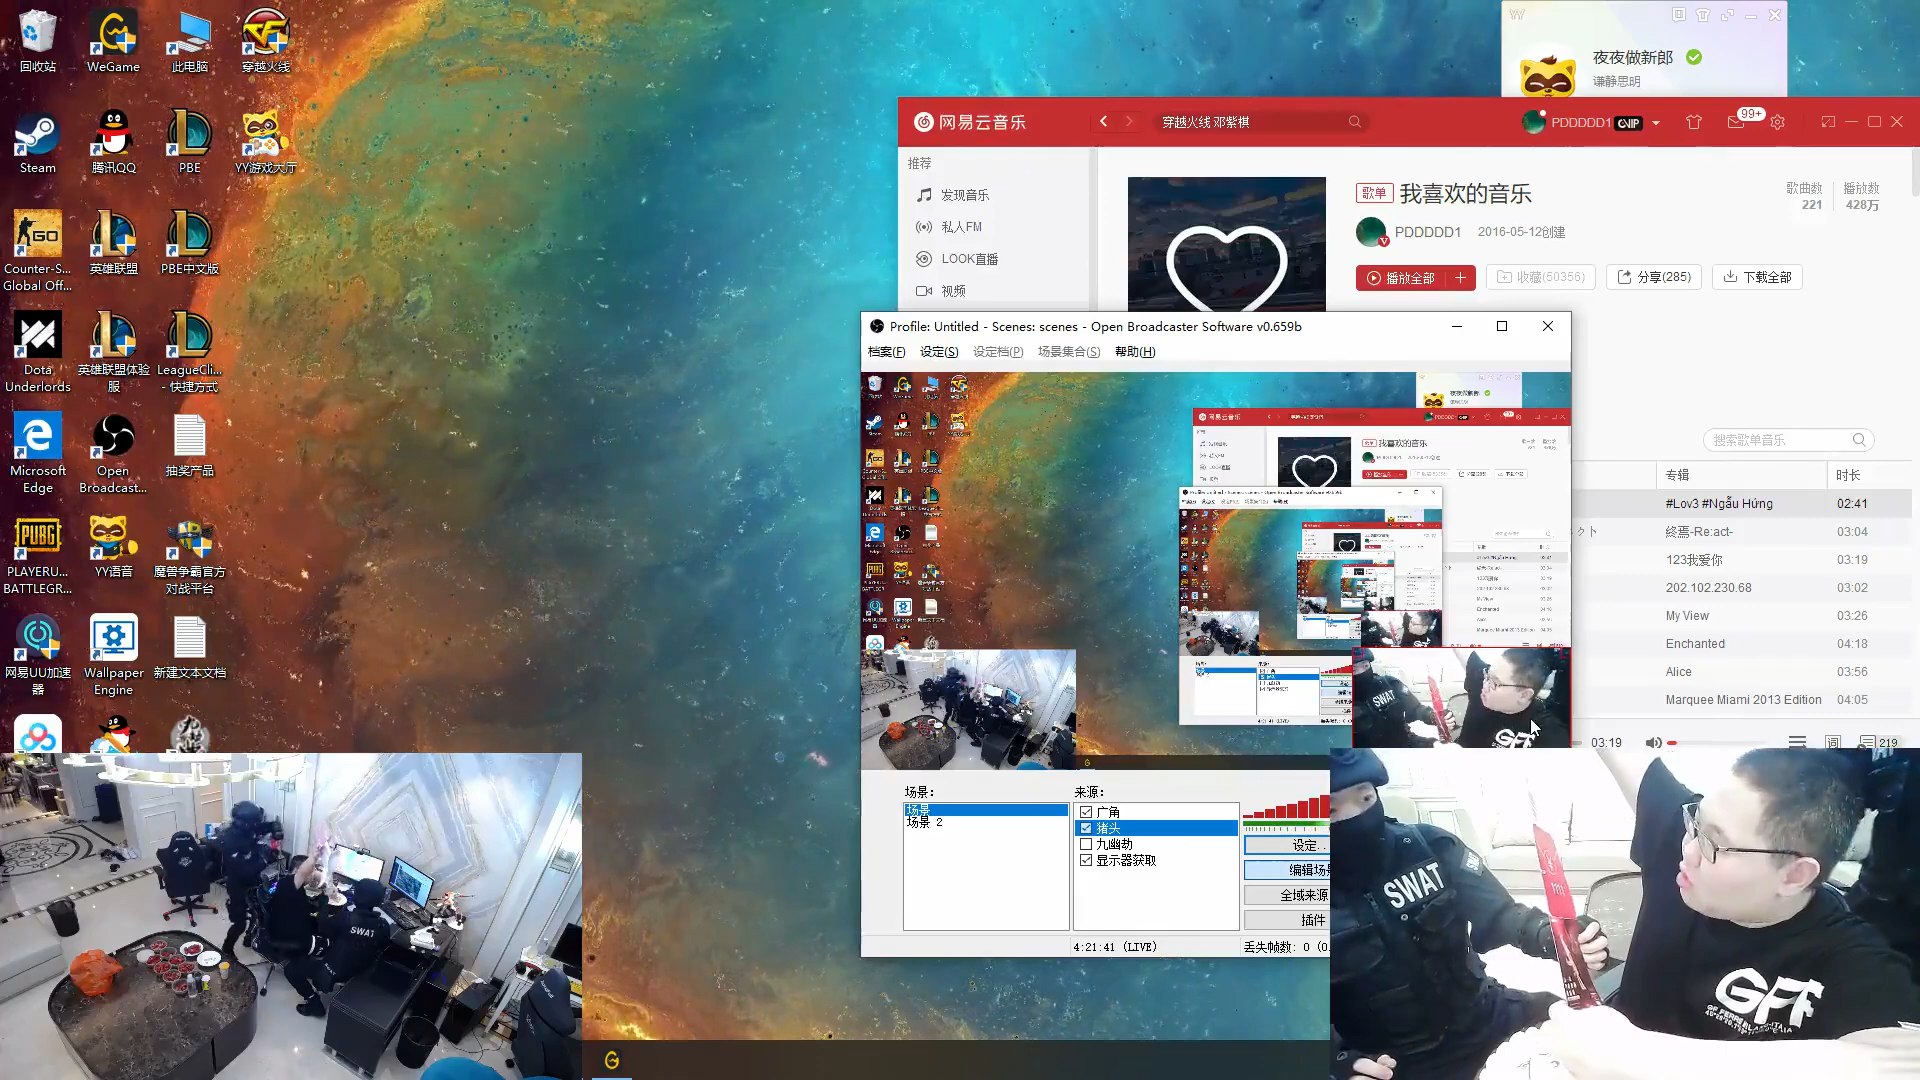 回收站
WeGame
此电脑
穿越火线
Steam
腾讯QQ
PBE
YY游戏大厅
Counter-S...
Global Off...
英雄联盟
PBE中文版
Dota
Underlords
英雄联盟体验
服
LeagueCli...
- 快捷方式
Microsoft
Edge
Open
Broadcast...
抽奖产品
PUBG
PLAYERU...
BATTLEGR...
YY语音
魔兽争霸官方
对战平台
网易UU加速
器
Wallpaper
Engine
新建文本文档
夜夜做新郎
谦静思明
网易云音乐
穿越火线 邓紫棋
PDDDDD1
99+
推荐
发现音乐
私人FM
LOOK直播
视频
歌单
我喜欢的音乐
歌曲数
221
播放数
428万
PDDDDD1
2016-05-12创建
播放全部
收藏(50356)
分享(285)
下载全部
搜索歌单音乐
专辑
时长
#Lov3 #Ngẫu Hứng
02:41
终焉-Re:act-
03:04
123我爱你
03:19
202.102.230.68
03:02
My View
03:26
Enchanted
04:18
Alice
03:56
Marquee Miami 2013 Edition
04:05
03:19
词
219
Profile: Untitled - Scenes: scenes - Open Broadcaster Software v0.659b
档案(F)
设定(S)
设定档(P)
场景集合(S)
帮助(H)
场景:
来源:
场景
场景 2
广角
猪头
九幽劫
显示器获取
设定..
编辑场景
全域来源
插件
4:21:41 (LIVE)
丢失帧数: 0 (0.
SWAT
SWAT
GFF